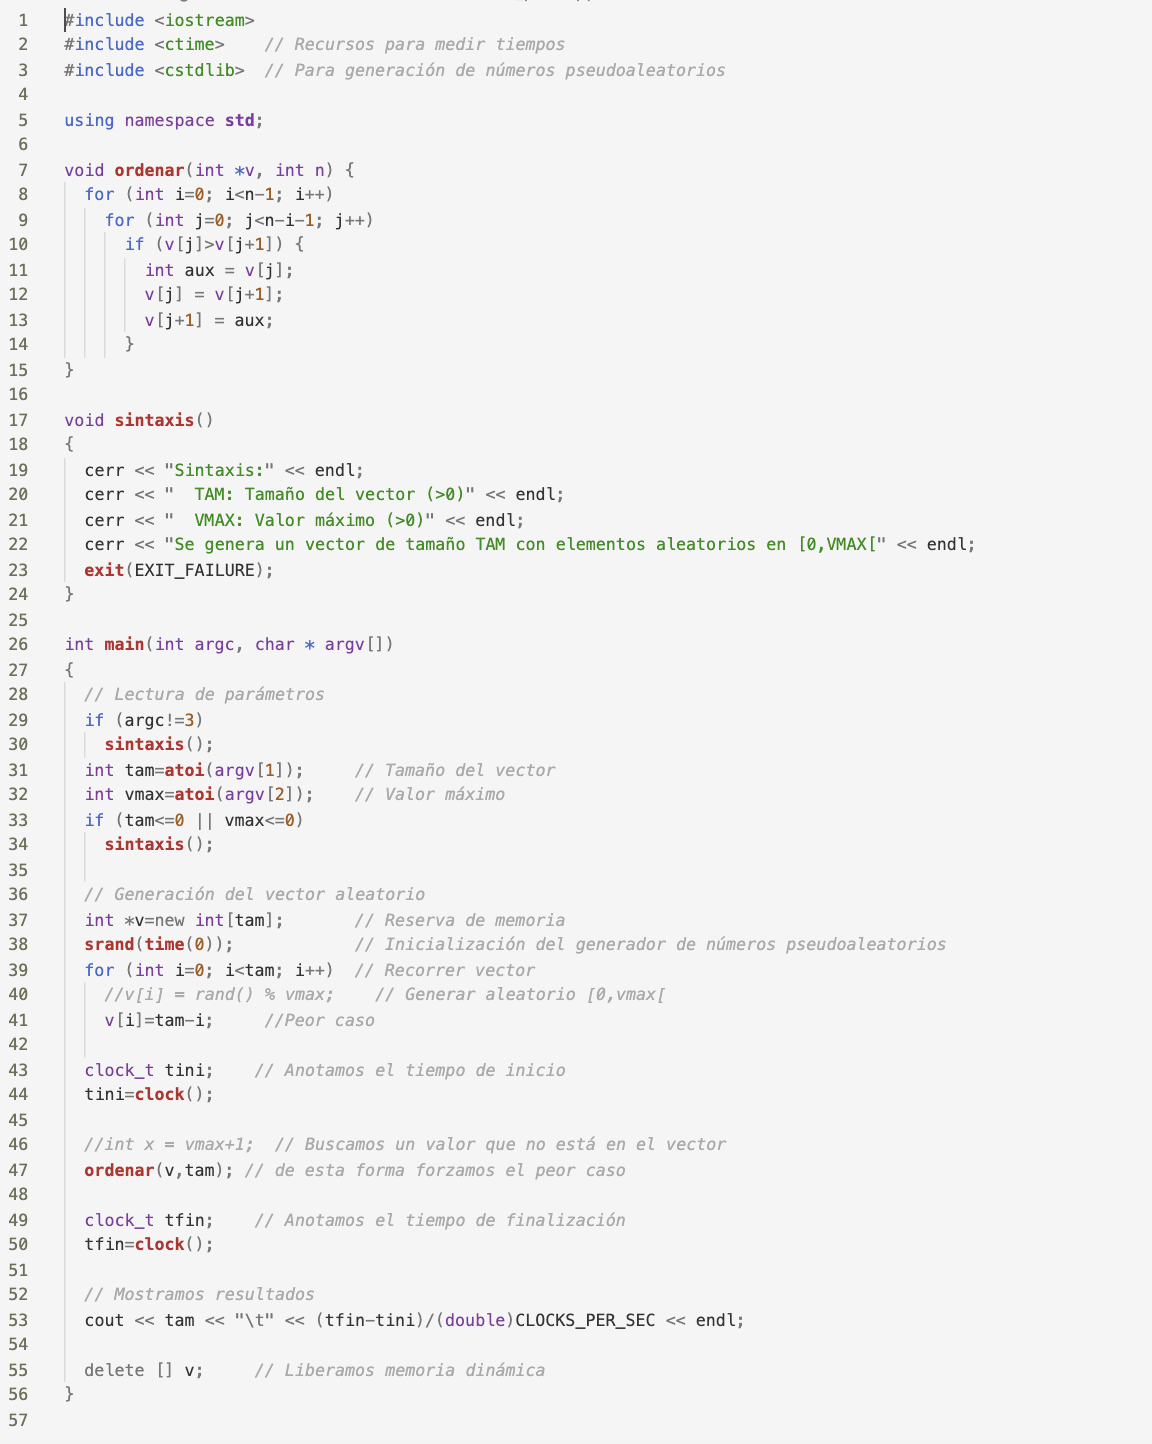 1 #include <iostream>
2 #include <ctime>    // Recursos para medir tiempos
3 #include <cstdlib>  // Para generación de números pseudoaleatorios
4
5 using namespace std;
6
7 void ordenar(int *v, int n) {
8   for (int i=0; i<n-1; i++)
9     for (int j=0; j<n-i-1; j++)
10       if (v[j]>v[j+1]) {
11         int aux = v[j];
12         v[j] = v[j+1];
13         v[j+1] = aux;
14       }
15 }
16
17 void sintaxis()
18 {
19   cerr << "Sintaxis:" << endl;
20   cerr << "  TAM: Tamaño del vector (>0)" << endl;
21   cerr << "  VMAX: Valor máximo (>0)" << endl;
22   cerr << "Se genera un vector de tamaño TAM con elementos aleatorios en [0,VMAX[" << endl;
23   exit(EXIT_FAILURE);
24 }
25
26 int main(int argc, char * argv[])
27 {
28   // Lectura de parámetros
29   if (argc!=3)
30     sintaxis();
31   int tam=atoi(argv[1]);     // Tamaño del vector
32   int vmax=atoi(argv[2]);    // Valor máximo
33   if (tam<=0 || vmax<=0)
34     sintaxis();
35
36   // Generación del vector aleatorio
37   int *v=new int[tam];       // Reserva de memoria
38   srand(time(0));            // Inicialización del generador de números pseudoaleatorios
39   for (int i=0; i<tam; i++)  // Recorrer vector
40     //v[i] = rand() % vmax;    // Generar aleatorio [0,vmax[
41     v[i]=tam-i;     //Peor caso
42
43   clock_t tini;    // Anotamos el tiempo de inicio
44   tini=clock();
45
46   //int x = vmax+1;  // Buscamos un valor que no está en el vector
47   ordenar(v,tam); // de esta forma forzamos el peor caso
48
49   clock_t tfin;    // Anotamos el tiempo de finalización
50   tfin=clock();
51
52   // Mostramos resultados
53   cout << tam << "\t" << (tfin-tini)/(double)CLOCKS_PER_SEC << endl;
54
55   delete [] v;     // Liberamos memoria dinámica
56 }
57